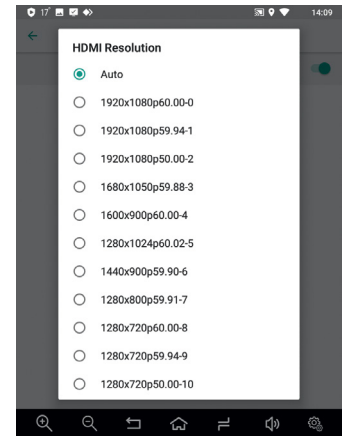 17° 14:09
HDMI Resolution
Auto
1920x1080p60.00-0
1920x1080p59.94-1
1920x1080p50.00-2
1680x1050p59.88-3
1600x900p60.00-4
1280x1024p60.02-5
1440x900p59.90-6
1280x800p59.91-7
1280x720p60.00-8
1280x720p59.94-9
1280x720p50.00-10